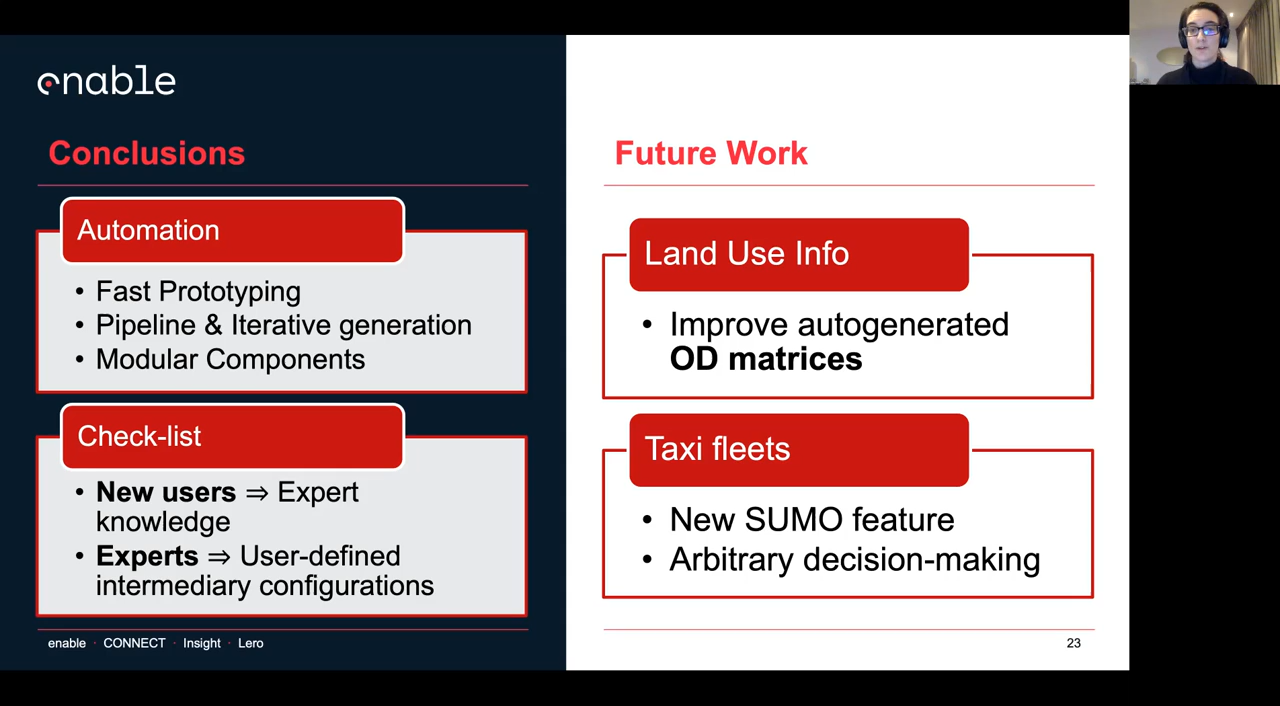 enable
Conclusions
Automation
• Fast Prototyping
• Pipeline & Iterative generation
• Modular Components
Check-list
• New users ⇒ Expert
knowledge
• Experts ⇒ User-defined
intermediary configurations
enable · CONNECT · Insight · Lero
Future Work
Land Use Info
• Improve autogenerated
OD matrices
Taxi fleets
• New SUMO feature
• Arbitrary decision-making
23